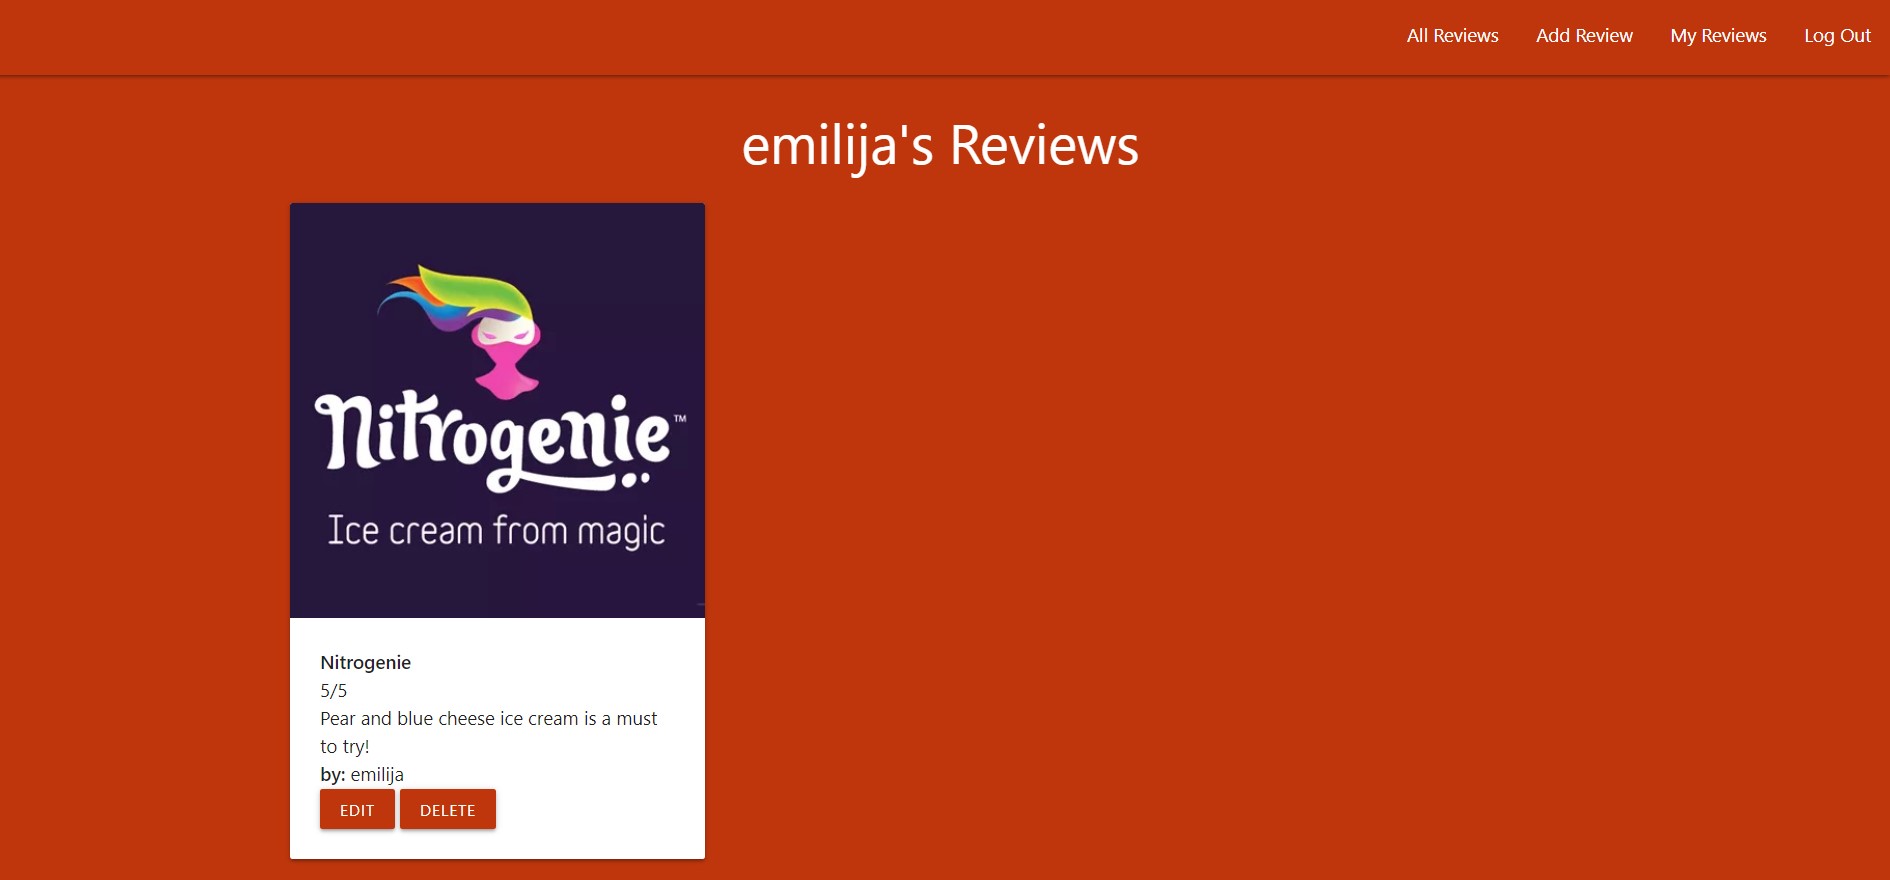 All Reviews Add Review My Reviews Log Out
emilija's Reviews
Nitrogenie™
Ice cream from magic
Nitrogenie
5/5
Pear and blue cheese ice cream is a must
to try!
by: emilija
EDIT DELETE